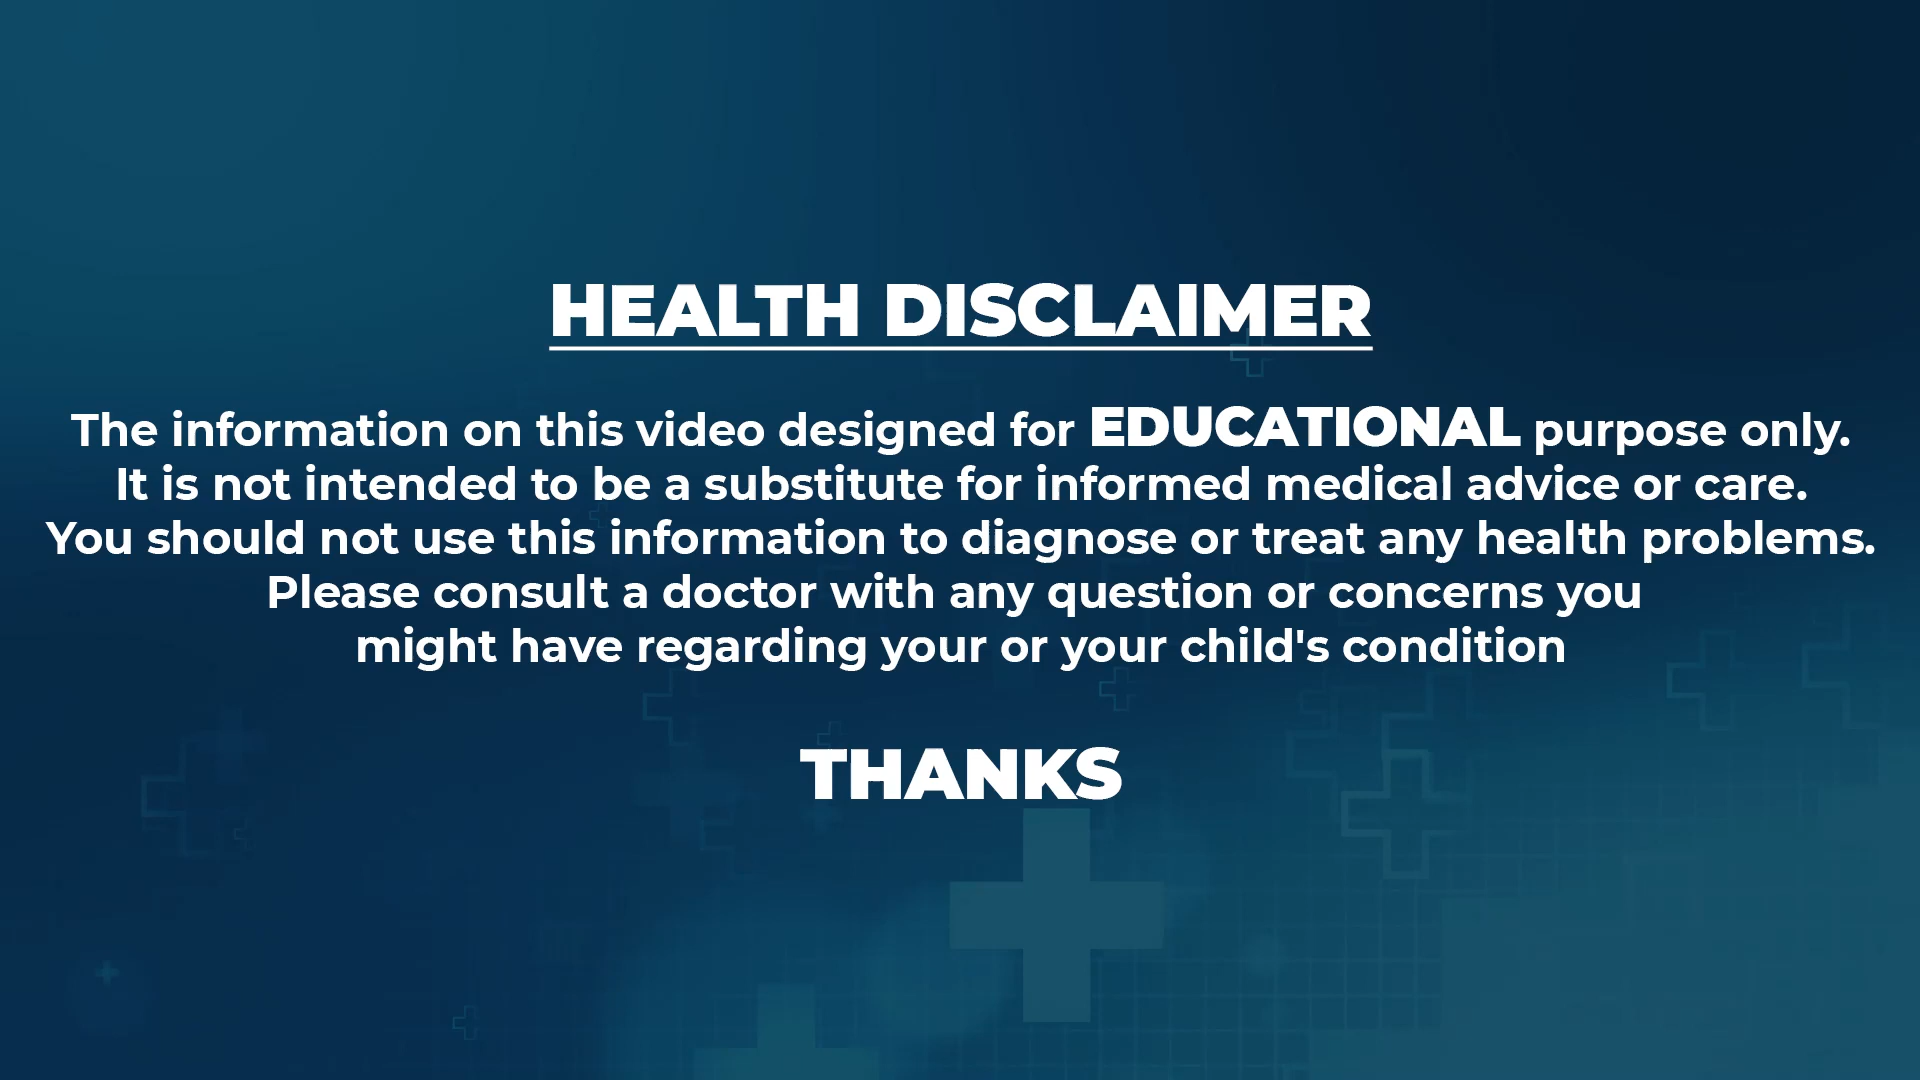 HEALTH DISCLAIMER
The information on this video designed for EDUCATIONAL purpose only.
It is not intended to be a substitute for informed medical advice or care.
You should not use this information to diagnose or treat any health problems.
Please consult a doctor with any question or concerns you
might have regarding your or your child's condition
THANKS